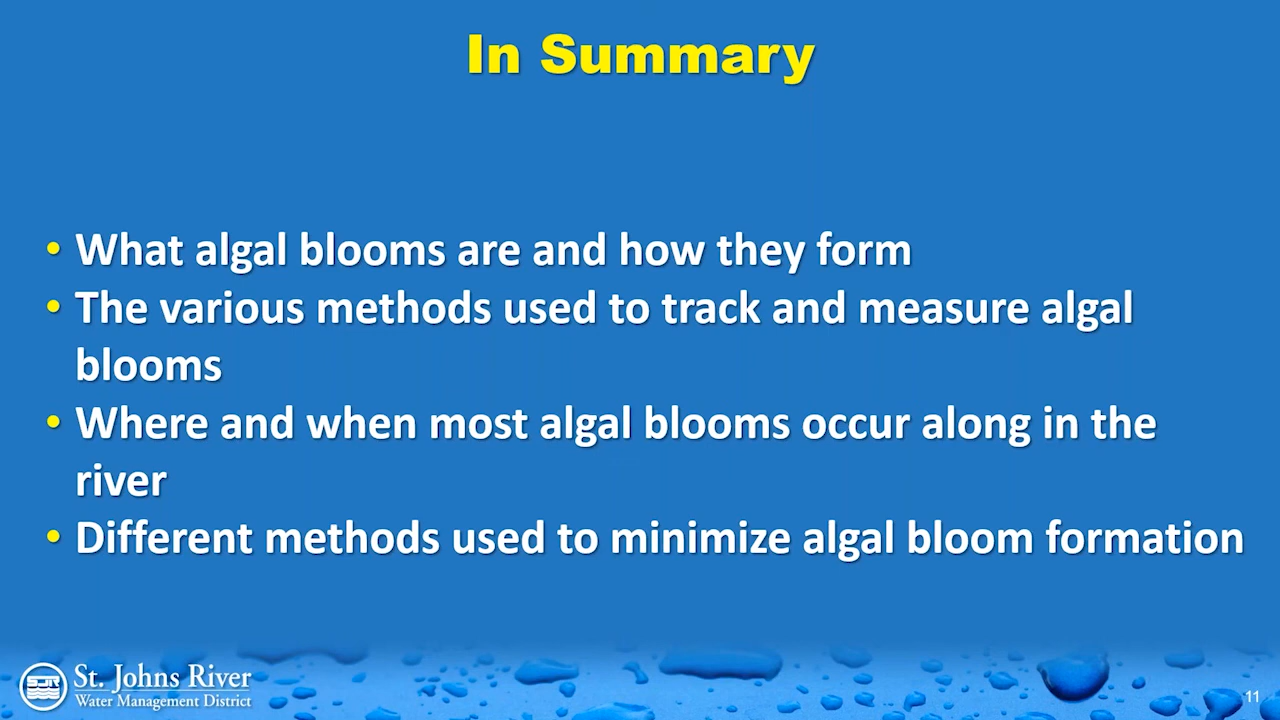 In Summary
• What algal blooms are and how they form
• The various methods used to track and measure algal
blooms
• Where and when most algal blooms occur along in the
river
• Different methods used to minimize algal bloom formation
SJR
St. Johns River
Water Management District
11